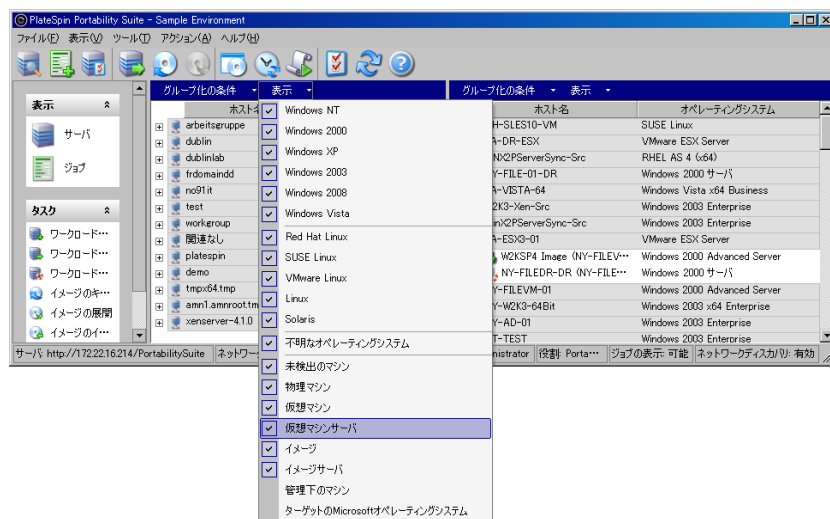 PlateSpin Portability Suite - Sample Environment
ファイル(F) 表示(V) ツール(T) アクション(A) ヘルプ(H)
グループ化の条件 表示
グループ化の条件 表示
表示
サーバ
ジョブ
タスク
ワークロード…
ワークロード…
ワークロード…
イメージのキ…
イメージの展開
イメージのイ…
ホスト名
arbeitsgruppe
dublin
dublinlab
frdomaindd
no91it
test
workgroup
関連なし
platespin
demo
tmpx64.tmp
amn1.amnroot.tm
xenserver-4.1.0
Windows NT
Windows 2000
Windows XP
Windows 2003
Windows 2008
Windows Vista
Red Hat Linux
SUSE Linux
VMware Linux
Linux
Solaris
不明なオペレーティングシステム
未検出のマシン
物理マシン
仮想マシン
仮想マシンサーバ
イメージ
イメージサーバ
管理下のマシン
ターゲットのMicrosoftオペレーティングシステム
ホスト名 オペレーティングシステム
H-SLES10-VM SUSE Linux
A-DR-ESX VMware ESX Server
NX2PServerSync-Src RHEL AS 4 (x64)
Y-FILE-01-DR Windows 2000 サーバ
A-VISTA-64 Windows Vista x64 Business
2K3-Xen-Src Windows 2003 Enterprise
inX2PServerSync-Src Windows 2003 Enterprise
A-ESX3-01 VMware ESX Server
W2KSP4 Image (NY-FILEV… Windows 2000 Advanced Server
NY-FILEDR-DR (NY-FILE… Windows 2000 サーバ
Y-FILEVM-01 Windows 2000 Advanced Server
Y-W2K3-64Bit Windows 2003 x64 Enterprise
Y-AD-01 Windows 2003 Enterprise
T-TEST Windows 2003 Enterprise
サーバ: http://172.22.16.214/PortabilitySuite ネットワー
nistrator 役割: Porta… ジョブの表示: 可能 ネットワークディスカバリ: 有効